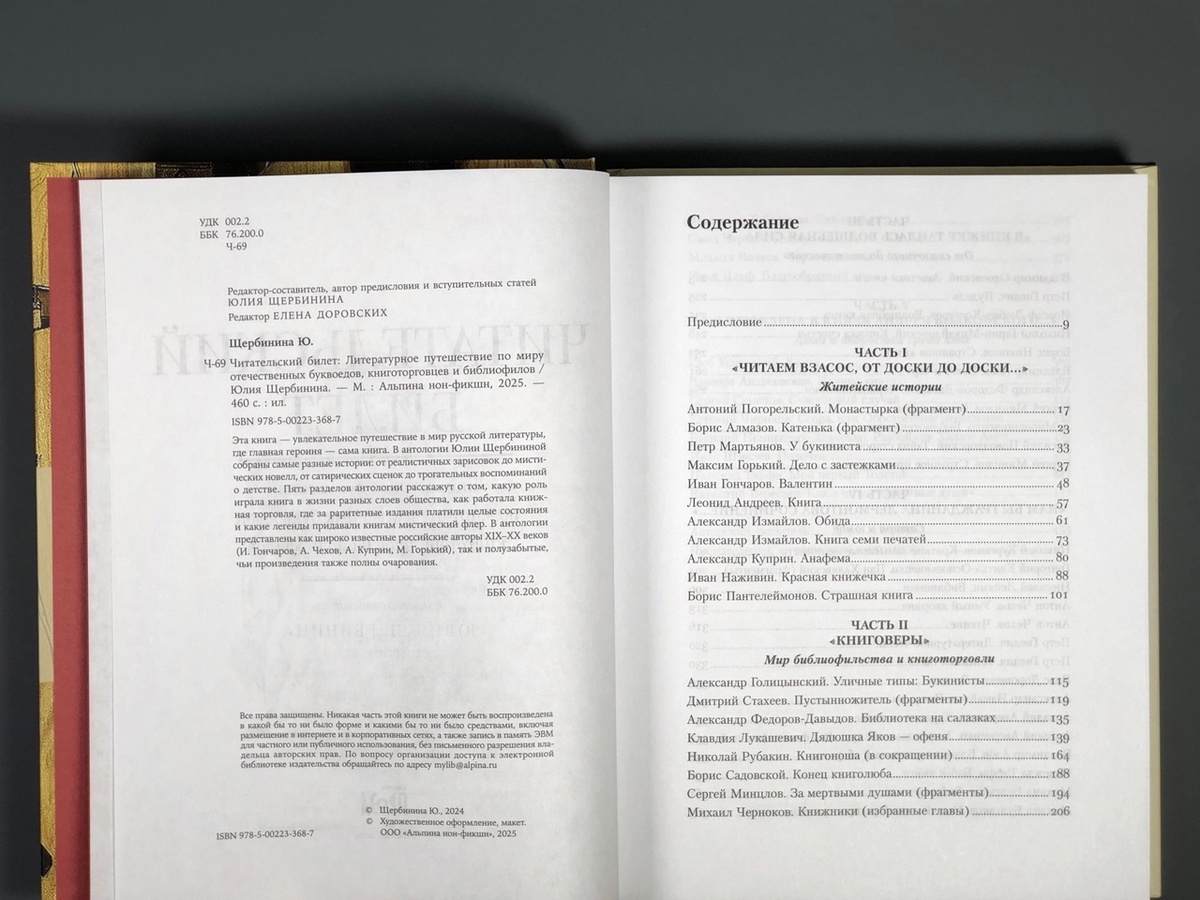 УДК 002.2
ББК 76.200.0
Ч-69
Редактор-составитель, автор предисловия и вступительных статей
ЮЛИЯ ЩЕРБИНИНА
Редактор ЕЛЕНА ДОРОВСКИХ
Щербинина Ю.
Ч-69 Читательский билет: Литературное путешествие по миру
отечественных буквоедов, книготорговцев и библиофилов /
Юлия Щербинина. — М. : Альпина нон-фикшн, 2025. —
460 с. : ил.
ISBN 978-5-00223-368-7
Эта книга — увлекательное путешествие в мир русской литературы,
где главная героиня — сама книга. В антологии Юлии Щербининой
собраны самые разные истории: от реалистичных зарисовок до мисти-
ческих новелл, от сатирических сценок до трогательных воспоминаний
о детстве. Пять разделов антологии расскажут о том, какую роль
играла книга в жизни разных слоев общества, как работала книж-
ная торговля, где за раритетные издания платили целые состояния
и какие легенды придавали книгам мистический флер. В антологии
представлены как широко известные российские авторы XIX–XX веков
(И. Гончаров, А. Чехов, А. Куприн, М. Горький), так и полузабытые,
чьи произведения также полны очарования.
УДК 002.2
ББК 76.200.0
Все права защищены. Никакая часть этой книги не может быть воспроизведена
в какой бы то ни было форме и какими бы то ни было средствами, включая
размещение в интернете и в корпоративных сетях, а также запись в память ЭВМ
для частного или публичного использования, без письменного разрешения вла-
дельца авторских прав. По вопросу организации доступа к электронной
библиотеке издательства обращайтесь по адресу mylib@alpina.ru
© Щербинина Ю., 2024
© Художественное оформление, макет.
ООО «Альпина нон-фикшн», 2025
ISBN 978-5-00223-368-7
Содержание
Предисловие 9
ЧАСТЬ I
«ЧИТАЕМ ВЗАСОС, ОТ ДОСКИ ДО ДОСКИ...»
Житейские истории
Антоний Погорельский. Монастырка (фрагмент) 17
Борис Алмазов. Катенька (фрагмент) 23
Петр Мартьянов. У букиниста 33
Максим Горький. Дело с застежками 37
Иван Гончаров. Валентин 48
Леонид Андреев. Книга 57
Александр Измайлов. Обида 61
Александр Измайлов. Книга семи печатей 73
Александр Куприн. Анафема 80
Иван Наживин. Красная книжечка 88
Борис Пантелеймонов. Страшная книга 101
ЧАСТЬ II
«КНИГОВЕРЫ»
Мир библиофильства и книготорговли
Александр Голицынский. Уличные типы: Букинисты 115
Дмитрий Стахеев. Пустынножитель (фрагменты) 119
Александр Федоров-Давыдов. Библиотека на салазках 135
Клавдия Лукашевич. Дядюшка Яков — офеня 139
Николай Рубакин. Книгоноша (в сокращении) 164
Борис Садовской. Конец книголюба 188
Сергей Минцлов. За мертвыми душами (фрагменты) 194
Михаил Черноков. Книжники (избранные главы) 206